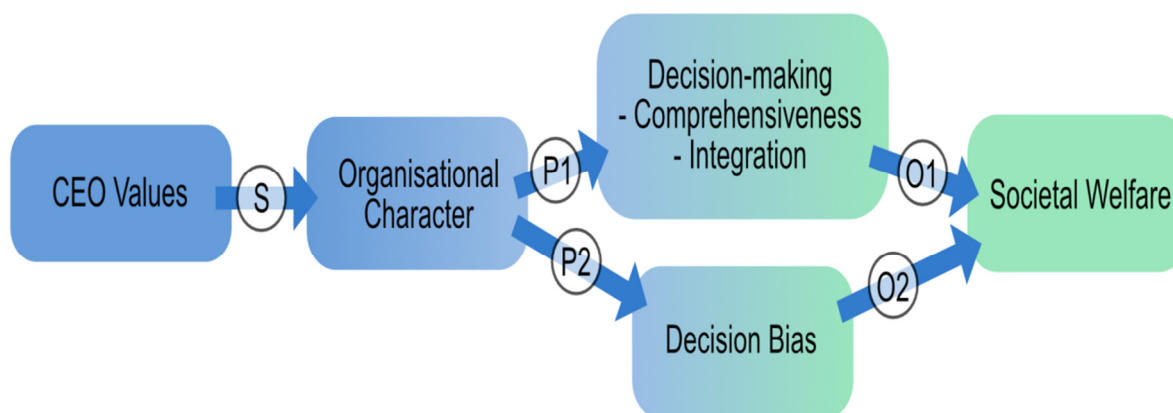 CEO Values
S
Organisational
Character
P1
P2
Decision-making
- Comprehensiveness
- Integration
Decision Bias
O1
O2
Societal Welfare